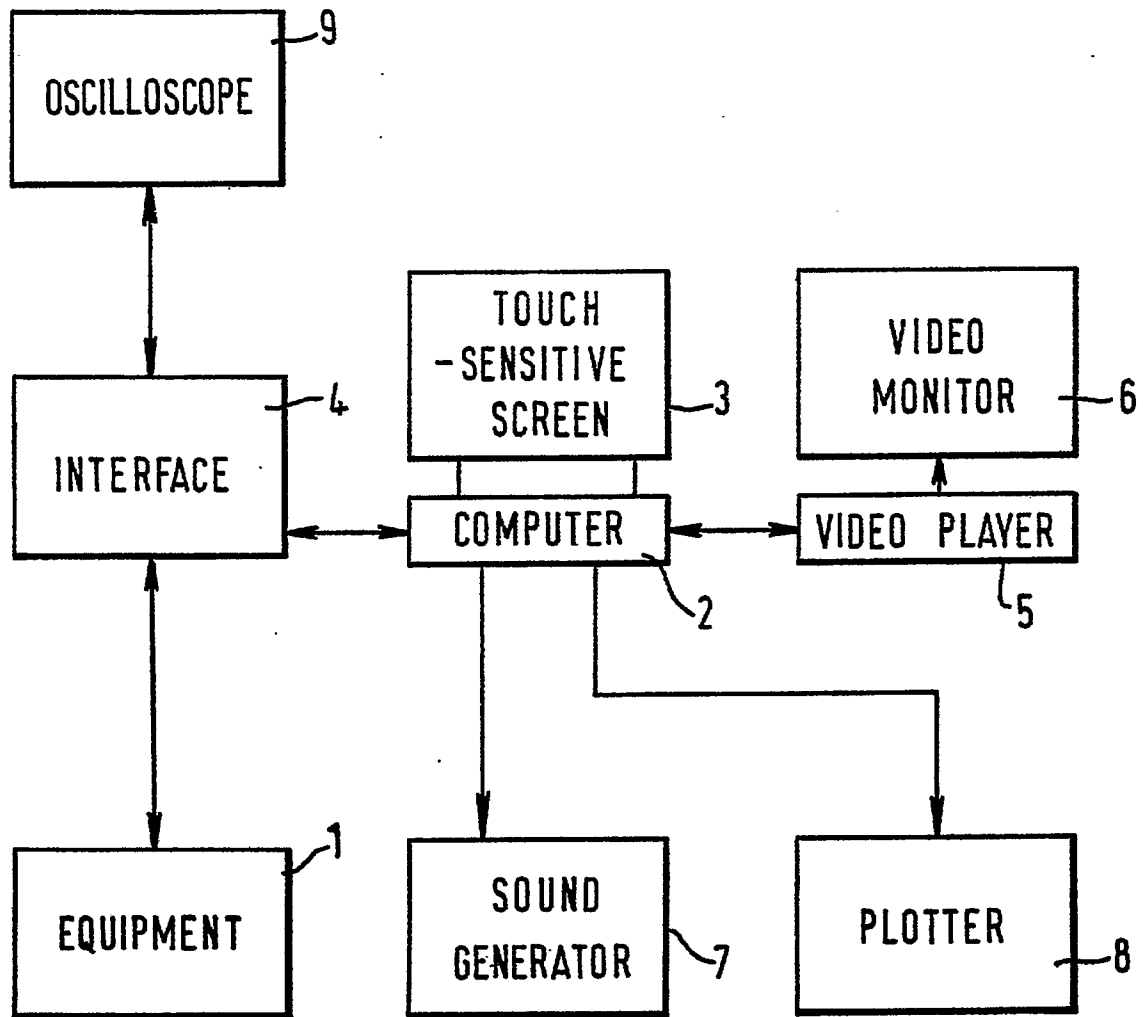 9
OSCILLOSCOPE
TOUCH
-SENSITIVE
SCREEN
3
VIDEO
MONITOR
6
4
INTERFACE
COMPUTER
2
VIDEO PLAYER
5
1
EQUIPMENT
SOUND
GENERATOR
7
PLOTTER
8